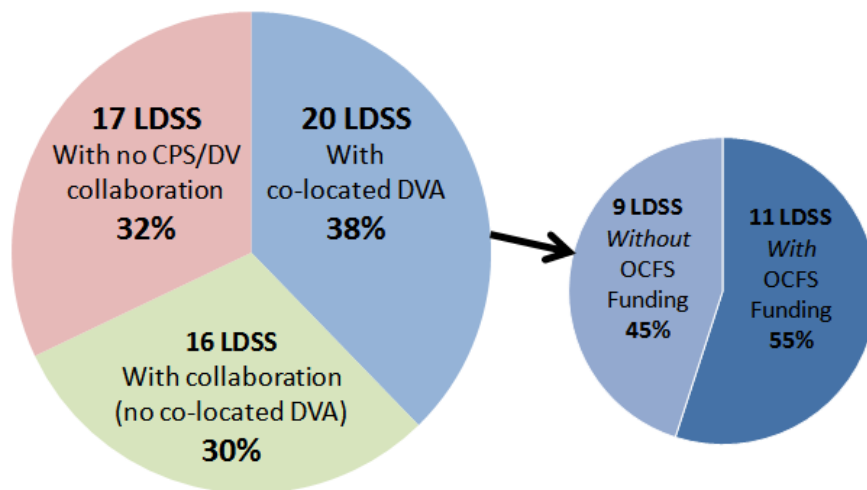 17 LDSS
With no CPS/DV
collaboration
32%
20 LDSS
With
co-located DVA
38%
16 LDSS
With collaboration
(no co-located DVA)
30%
9 LDSS
Without
OCFS
Funding
45%
11 LDSS
With
OCFS
Funding
55%